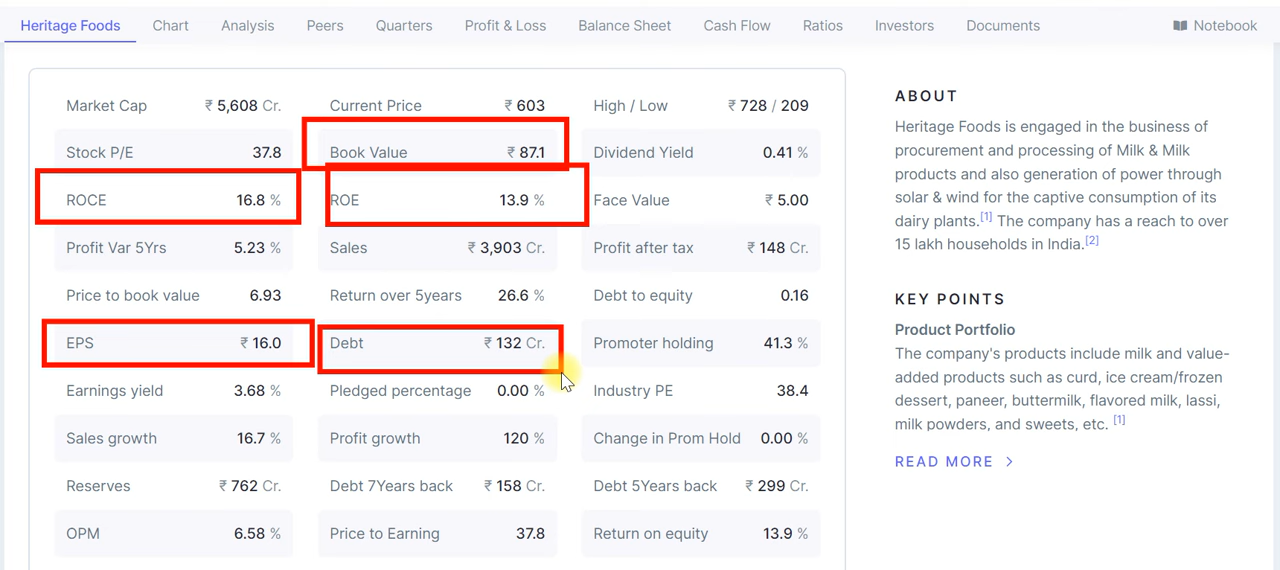 Heritage Foods Chart Analysis Peers Quarters Profit & Loss Balance Sheet Cash Flow Ratios Investors Documents Notebook
Market Cap ₹ 5,608 Cr. Current Price ₹ 603 High / Low ₹ 728 / 209
Stock P/E 37.8 Book Value ₹ 87.1 Dividend Yield 0.41 %
ROCE 16.8 % ROE 13.9 % Face Value ₹ 5.00
Profit Var 5Yrs 5.23 % Sales ₹ 3,903 Cr. Profit after tax ₹ 148 Cr.
Price to book value 6.93 Return over 5years 26.6 % Debt to equity 0.16
EPS ₹ 16.0 Debt ₹ 132 Cr. Promoter holding 41.3 %
Earnings yield 3.68 % Pledged percentage 0.00 % Industry PE 38.4
Sales growth 16.7 % Profit growth 120 % Change in Prom Hold 0.00 %
Reserves ₹ 762 Cr. Debt 7Years back ₹ 158 Cr. Debt 5Years back ₹ 299 Cr.
OPM 6.58 % Price to Earning 37.8 Return on equity 13.9 %
ABOUT
Heritage Foods is engaged in the business of
procurement and processing of Milk & Milk
products and also generation of power through
solar & wind for the captive consumption of its
dairy plants.[1] The company has a reach to over
15 lakh households in India.[2]
KEY POINTS
Product Portfolio
The company's products include milk and value-
added products such as curd, ice cream/frozen
dessert, paneer, buttermilk, flavored milk, lassi,
milk powders, and sweets, etc. [1]
READ MORE